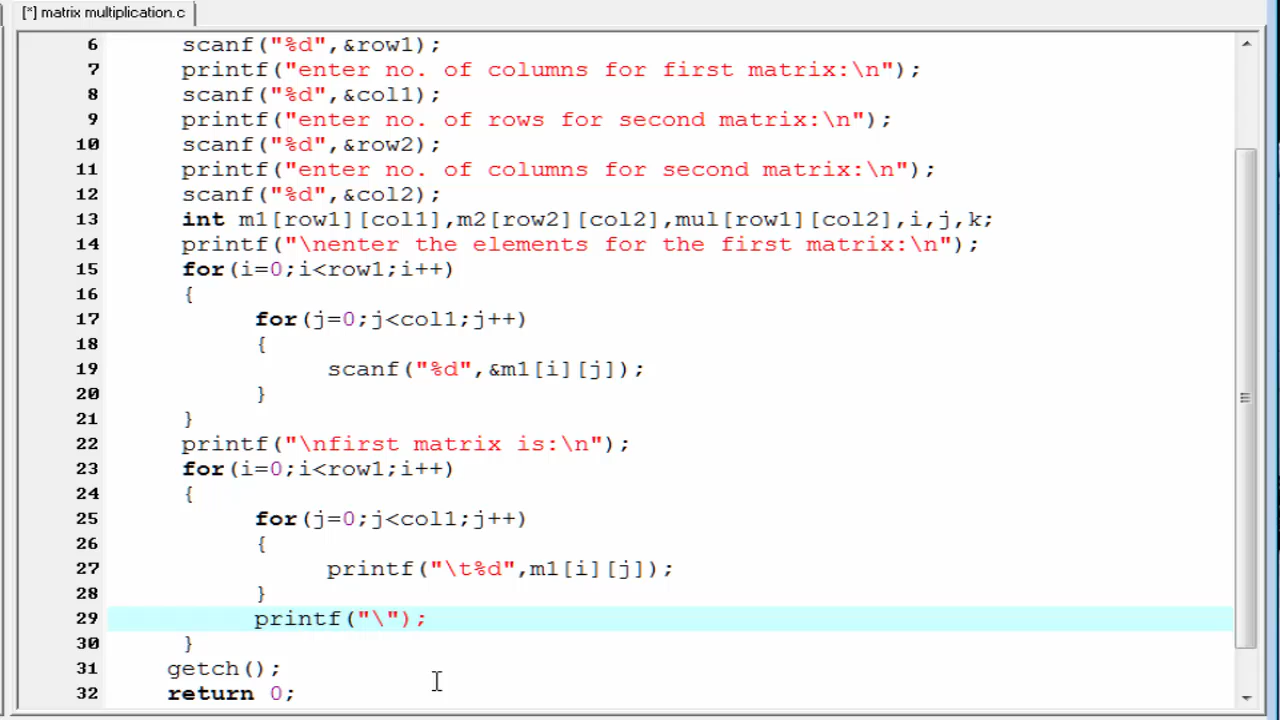 [*] matrix multiplication.c
6 scanf("%d",&row1);
7 printf("enter no. of columns for first matrix:\n");
8 scanf("%d",&col1);
9 printf("enter no. of rows for second matrix:\n");
10 scanf("%d",&row2);
11 printf("enter no. of columns for second matrix:\n");
12 scanf("%d",&col2);
13 int m1[row1][col1],m2[row2][col2],mul[row1][col2],i,j,k;
14 printf("\nenter the elements for the first matrix:\n");
15 for(i=0;i<row1;i++)
16 {
17 for(j=0;j<col1;j++)
18 {
19 scanf("%d",&m1[i][j]);
20 }
21 }
22 printf("\nfirst matrix is:\n");
23 for(i=0;i<row1;i++)
24 {
25 for(j=0;j<col1;j++)
26 {
27 printf("\t%d",m1[i][j]);
28 }
29 printf("\");
30 }
31 getch();
32 return 0;